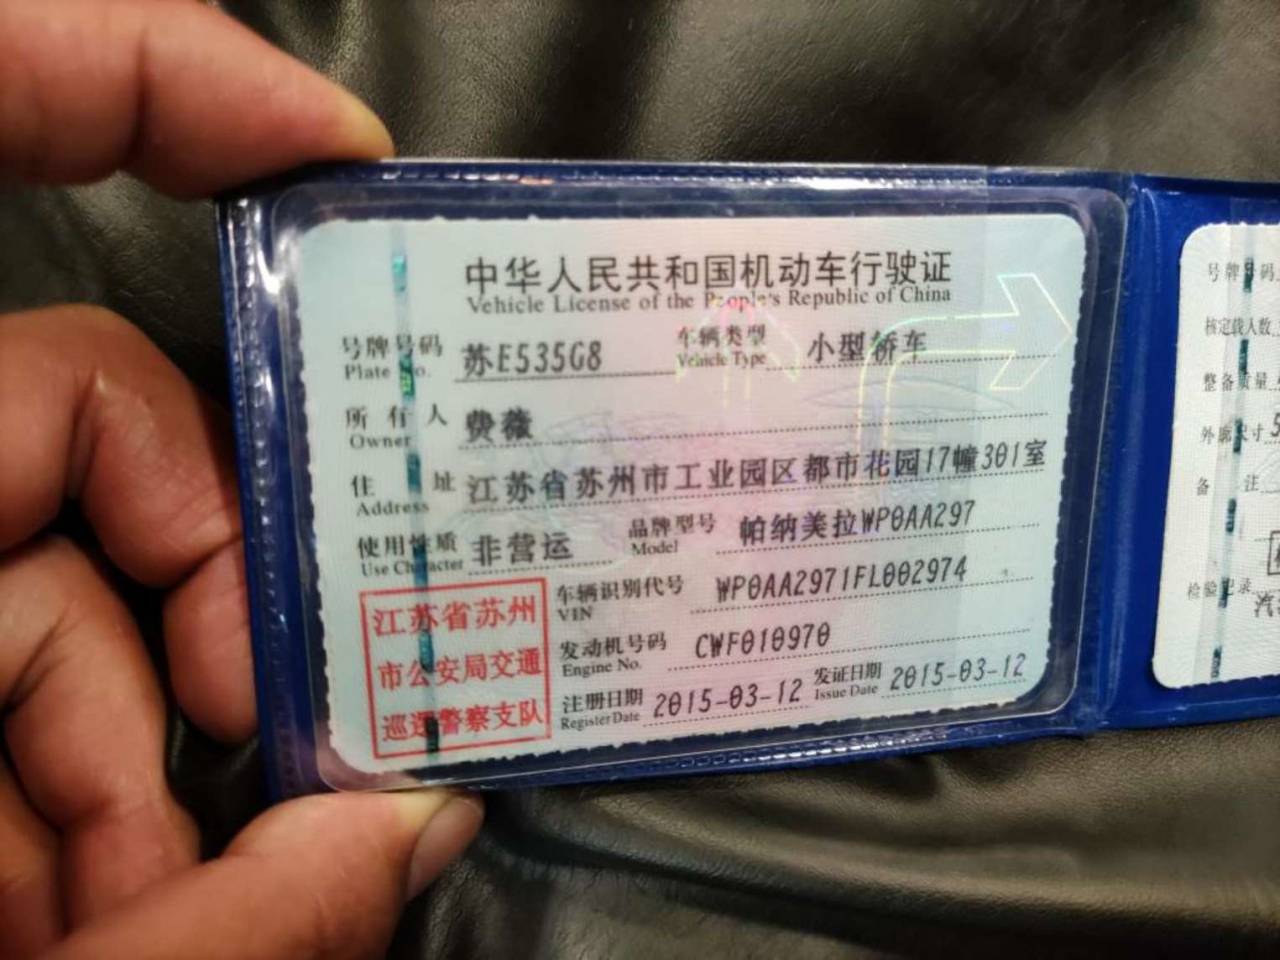 中华人民共和国机动车行驶证
Vehicle License of the People's Republic of China
号牌号码 苏E535G8 车辆类型 小型轿车
Plate No. Vehicle Type
所有人 费薇
Owner
住址 江苏省苏州市工业园区都市花园17幢301室
Address
使用性质 非营运 品牌型号 帕纳美拉WP0AA297
Use Character Model
车辆识别代号 WP0AA2971FL002974
VIN
发动机号码 CWF010970
Engine No.
注册日期 2015-03-12 发证日期 2015-03-12
Register Date Issue Date
江苏省苏州
市公安局交通
巡逻警察支队
号牌号码
核定载人数
整备质量
外廓尺寸 5
备注
检验记录
汽